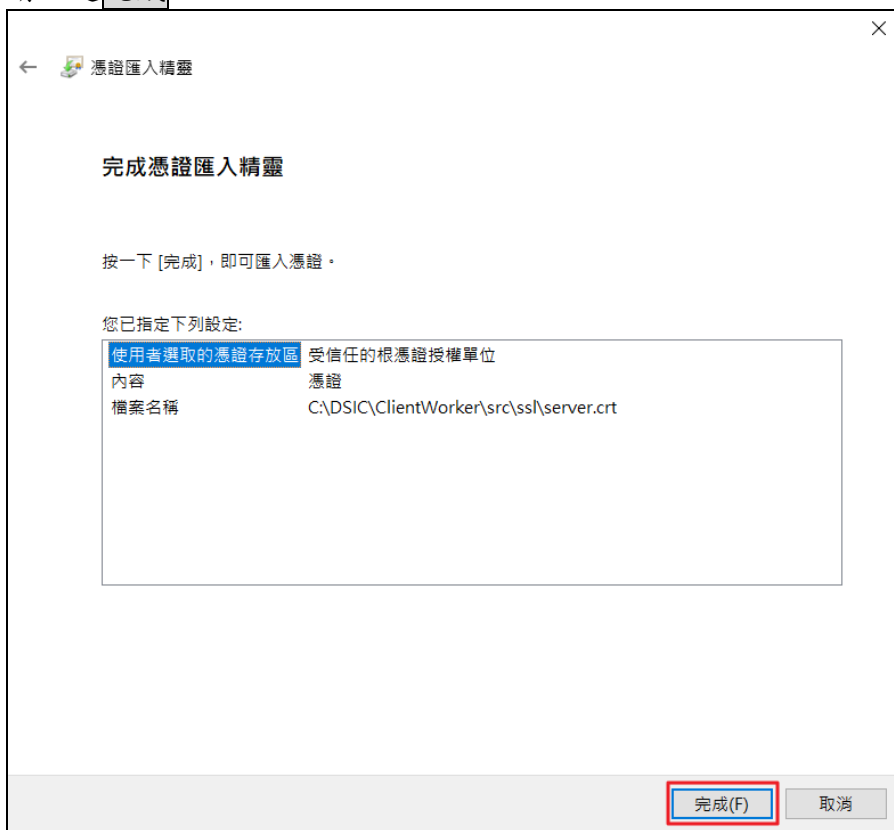 憑證匯入精靈
完成憑證匯入精靈
按一下 [完成]，即可匯入憑證。
您已指定下列設定:
使用者選取的憑證存放區 受信任的根憑證授權單位
內容 憑證
檔案名稱 C:\DSIC\ClientWorker\src\ssl\server.crt
完成(F) 取消